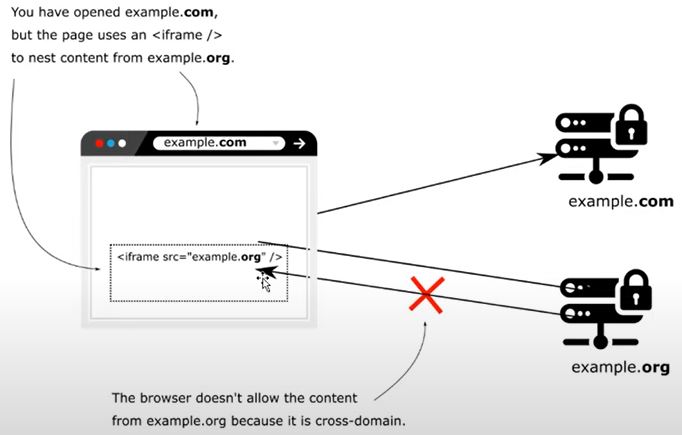 You have opened example.com,
but the page uses an <iframe />
to nest content from example.org.
example.com
example.com
<iframe src="example.org" />
example.org
The browser doesn't allow the content
from example.org because it is cross-domain.